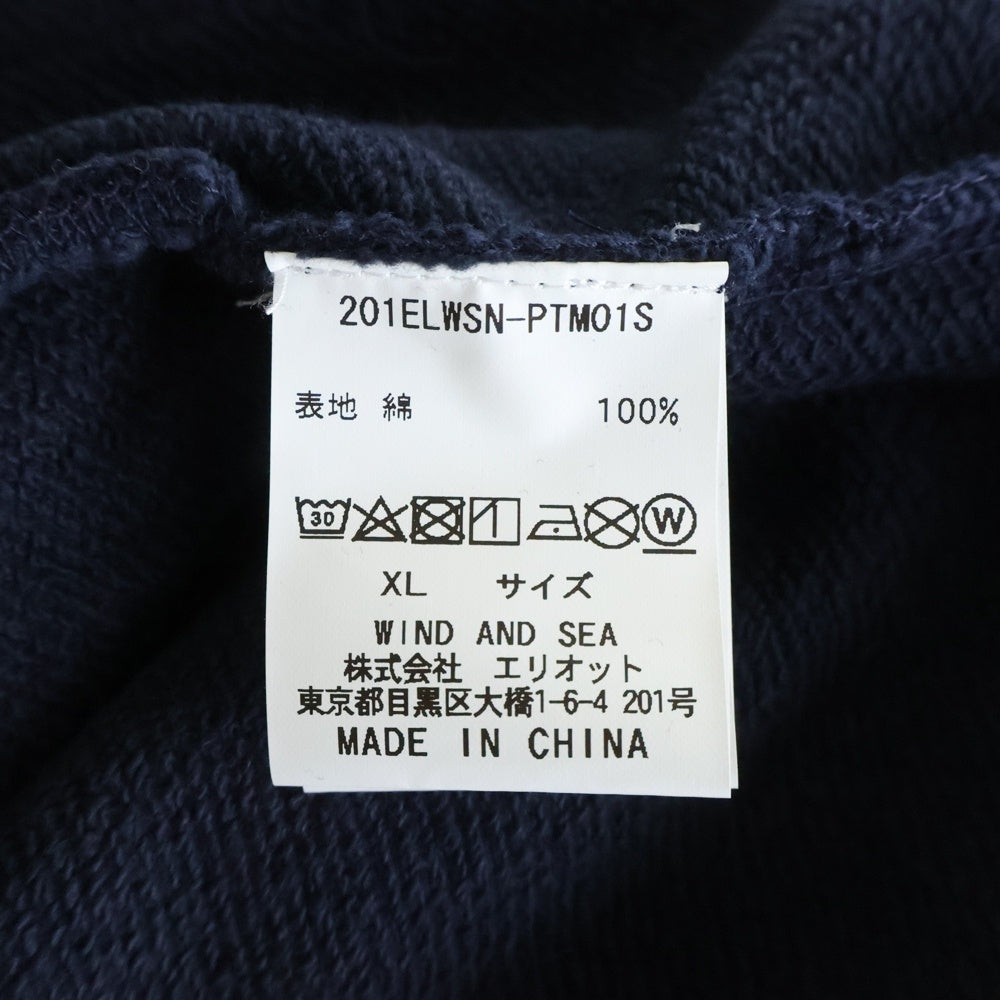 201ELWSN-PTM01S
表地 綿 100%
30 W
XL サイズ
WIND AND SEA
株式会社 エリオット
東京都目黒区大橋1-6-4 201号
MADE IN CHINA